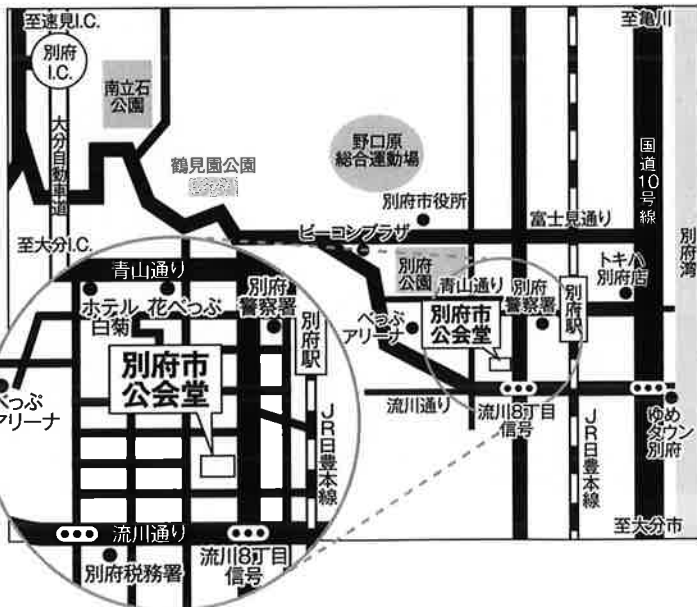 至速見I.C.
別府
I.C.
南立石
公園
大分自動車道
至大分I.C.
鶴見園公園
野口原
総合運動場
別府市役所
ビーコンプラザ
富士見通り
至亀川
国道10号線
別府湾
別府
公園
青山通り
別府
警察署
別府駅
トキハ
別府店
べっぷ
アリーナ
別府市
公会堂
流川通り
流川8丁目
信号
JR日豊本線
ゆめ
タウン
別府
至大分市
青山通り
ホテル
白菊
花べっぷ
別府
警察署
別府駅
別府市
公会堂
べっぷ
アリーナ
JR日豊本線
流川通り
別府税務署
流川8丁目
信号